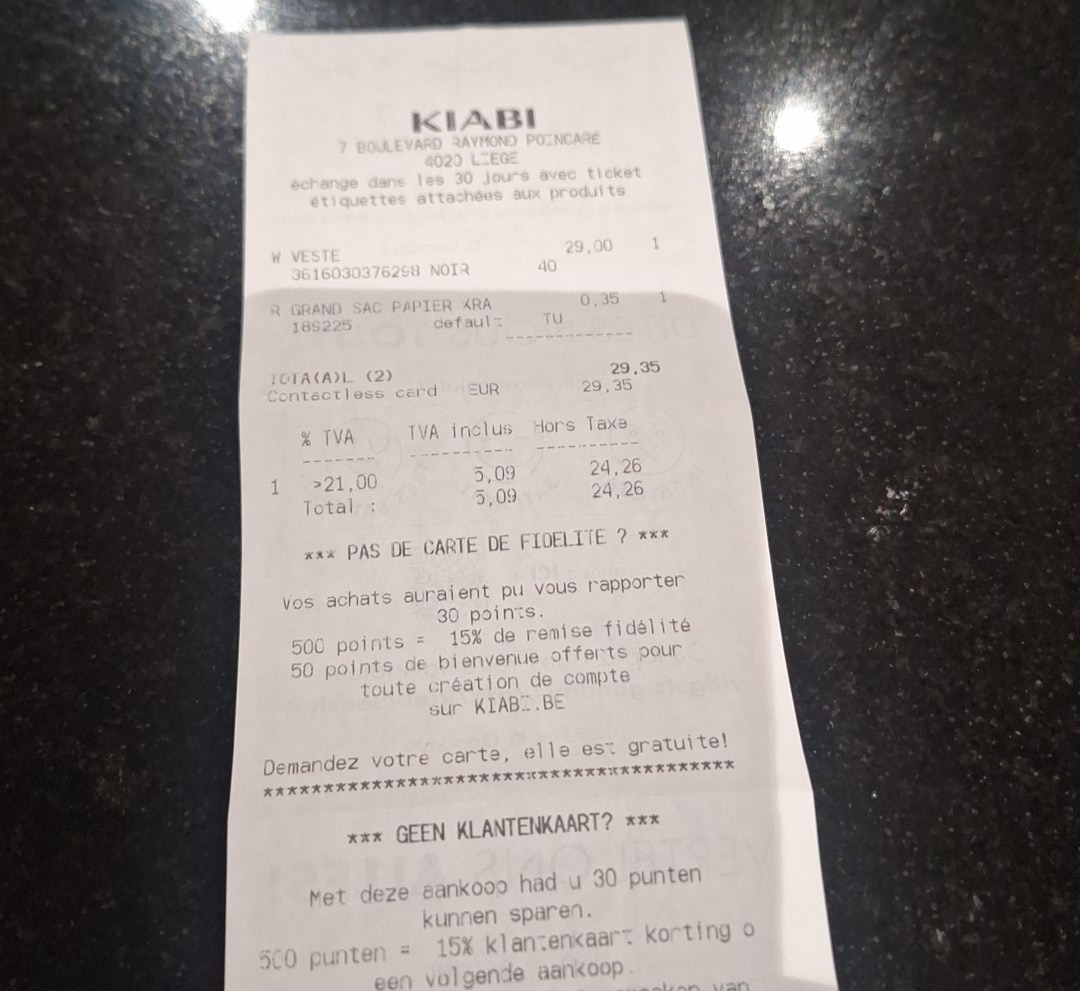 KIABI
7 BOULEVARD RAYMOND POINCARE
4020 LIEGE
échange dans les 30 jours avec ticket
étiquettes attachées aux produits
W VESTE 29,00 1
3616030376298 NOIR 40
R GRAND SAC PAPIER KRA 0,35 1
189225 default TU
TOTA(A)L (2) 29,35
Contactless card EUR 29,35
% TVA TVA inclus Hors Taxe
1 >21,00 5,09 24,26
Total : 5,09 24,26
*** PAS DE CARTE DE FIDELITE ? ***
Vos achats auraient pu vous rapporter
30 points.
500 points = 15% de remise fidélité
50 points de bienvenue offerts pour
toute création de compte
sur KIABI.BE
Demandez votre carte, elle est gratuite!
***************************************
*** GEEN KLANTENKAART? ***
Met deze aankoop had u 30 punten
kunnen sparen.
500 punten = 15% klantenkaart korting o
een volgende aankoop.
van